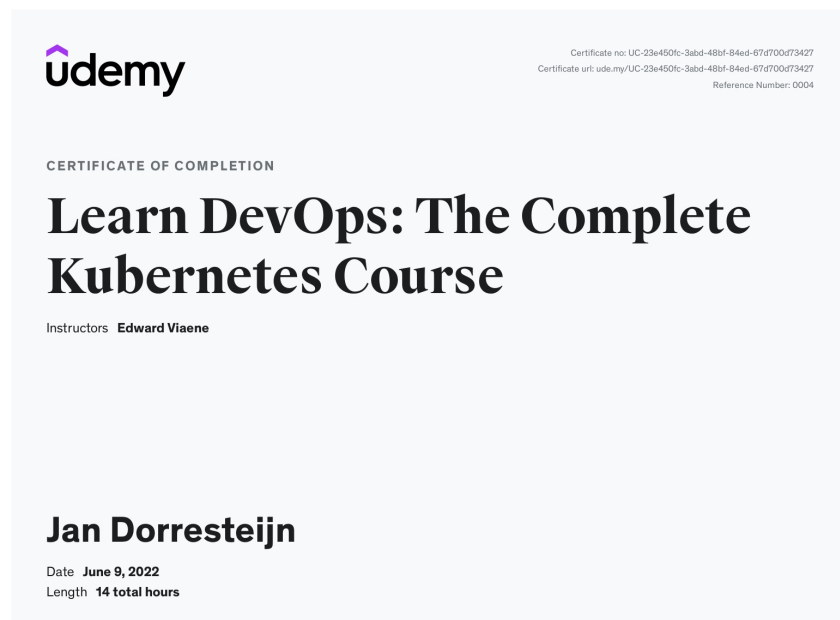 udemy
Certificate no: UC-23e450fc-3abd-48bf-84ed-67d700d73427
Certificate url: ude.my/UC-23e450fc-3abd-48bf-84ed-67d700d73427
Reference Number: 0004
CERTIFICATE OF COMPLETION
Learn DevOps: The Complete
Kubernetes Course
Instructors Edward Viaene
Jan Dorresteijn
Date June 9, 2022
Length 14 total hours